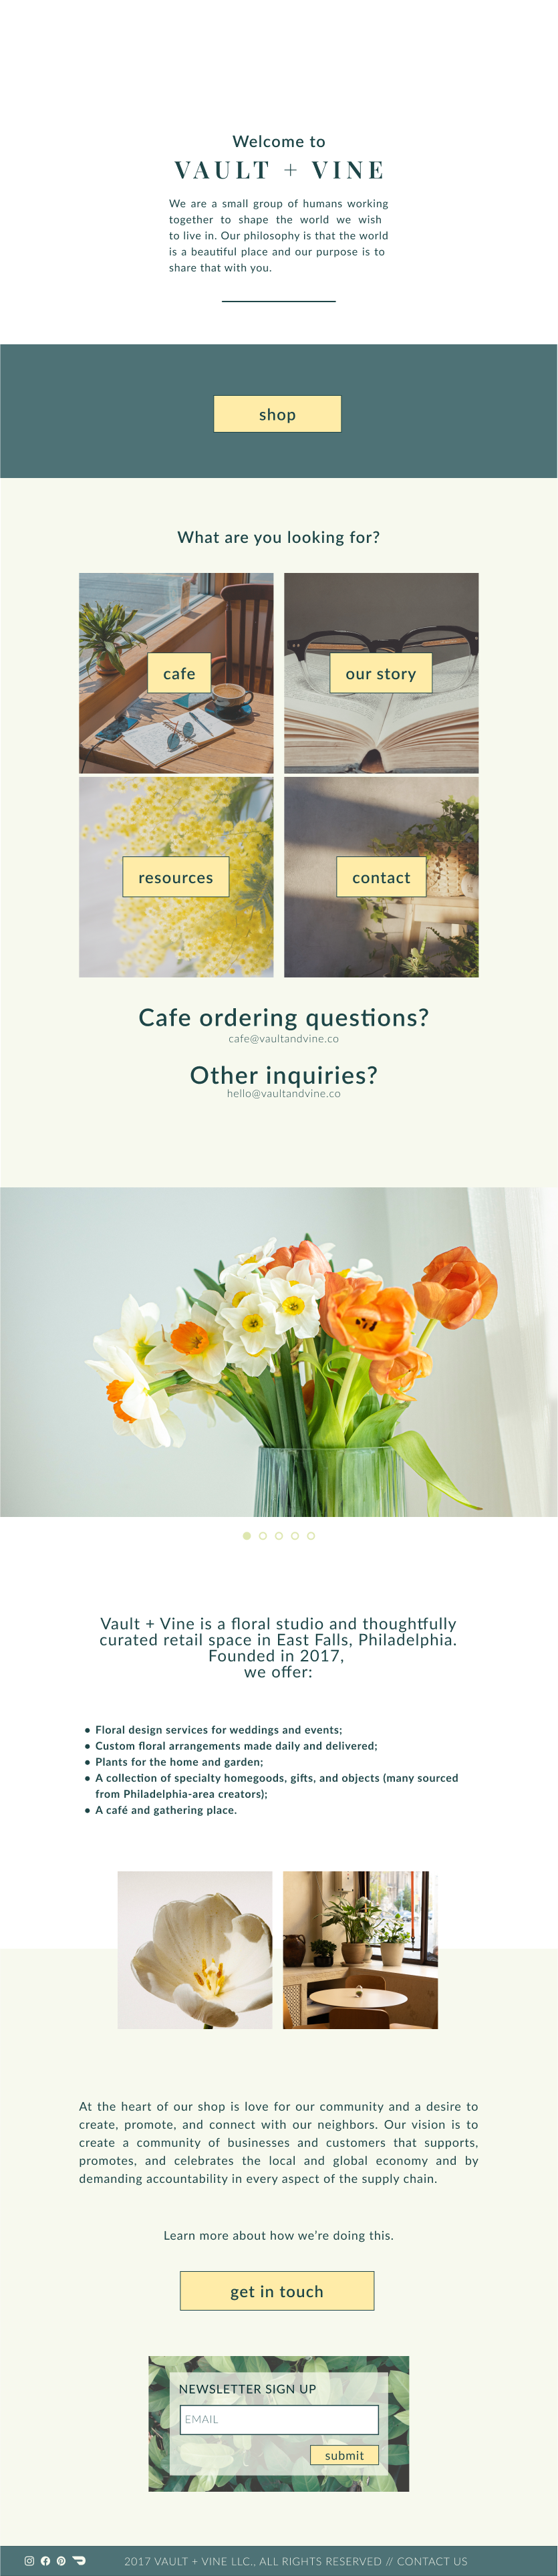 Welcome to
VAULT + VINE
We are a small group of humans working
together to shape the world we wish
to live in. Our philosophy is that the world
is a beautiful place and our purpose is to
share that with you.
shop
What are you looking for?
cafe
our story
resources
contact
Cafe ordering questions?
cafe@vaultandvine.co
Other inquiries?
hello@vaultandvine.co
Vault + Vine is a floral studio and thoughtfully
curated retail space in East Falls, Philadelphia.
Founded in 2017,
we offer:
• Floral design services for weddings and events;
• Custom floral arrangements made daily and delivered;
• Plants for the home and garden;
• A collection of specialty homegoods, gifts, and objects (many sourced
from Philadelphia-area creators);
• A café and gathering place.
At the heart of our shop is love for our community and a desire to
create, promote, and connect with our neighbors. Our vision is to
create a community of businesses and customers that supports,
promotes, and celebrates the local and global economy and by
demanding accountability in every aspect of the supply chain.
Learn more about how we're doing this.
get in touch
NEWSLETTER SIGN UP
EMAIL
submit
2017 VAULT + VINE LLC., ALL RIGHTS RESERVED // CONTACT US